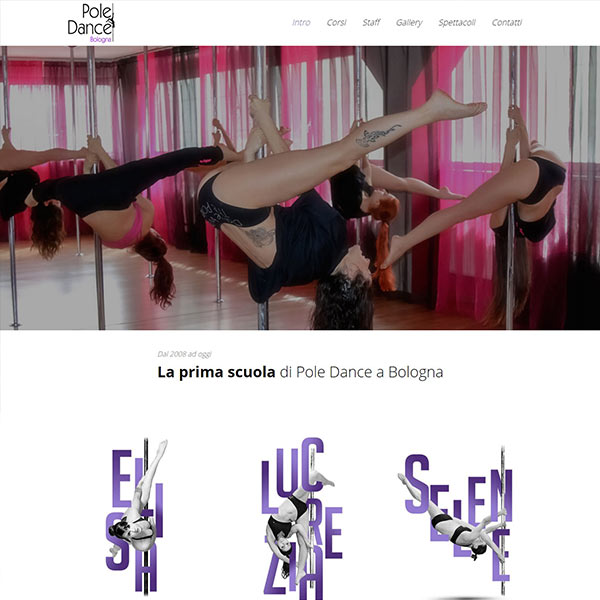 Pole
Dance
Bologna
Intro Corsi Staff Gallery Spettacoli Contatti
Dal 2008 ad oggi
La prima scuola di Pole Dance a Bologna
ELISA
LUCREZIA
SELENE